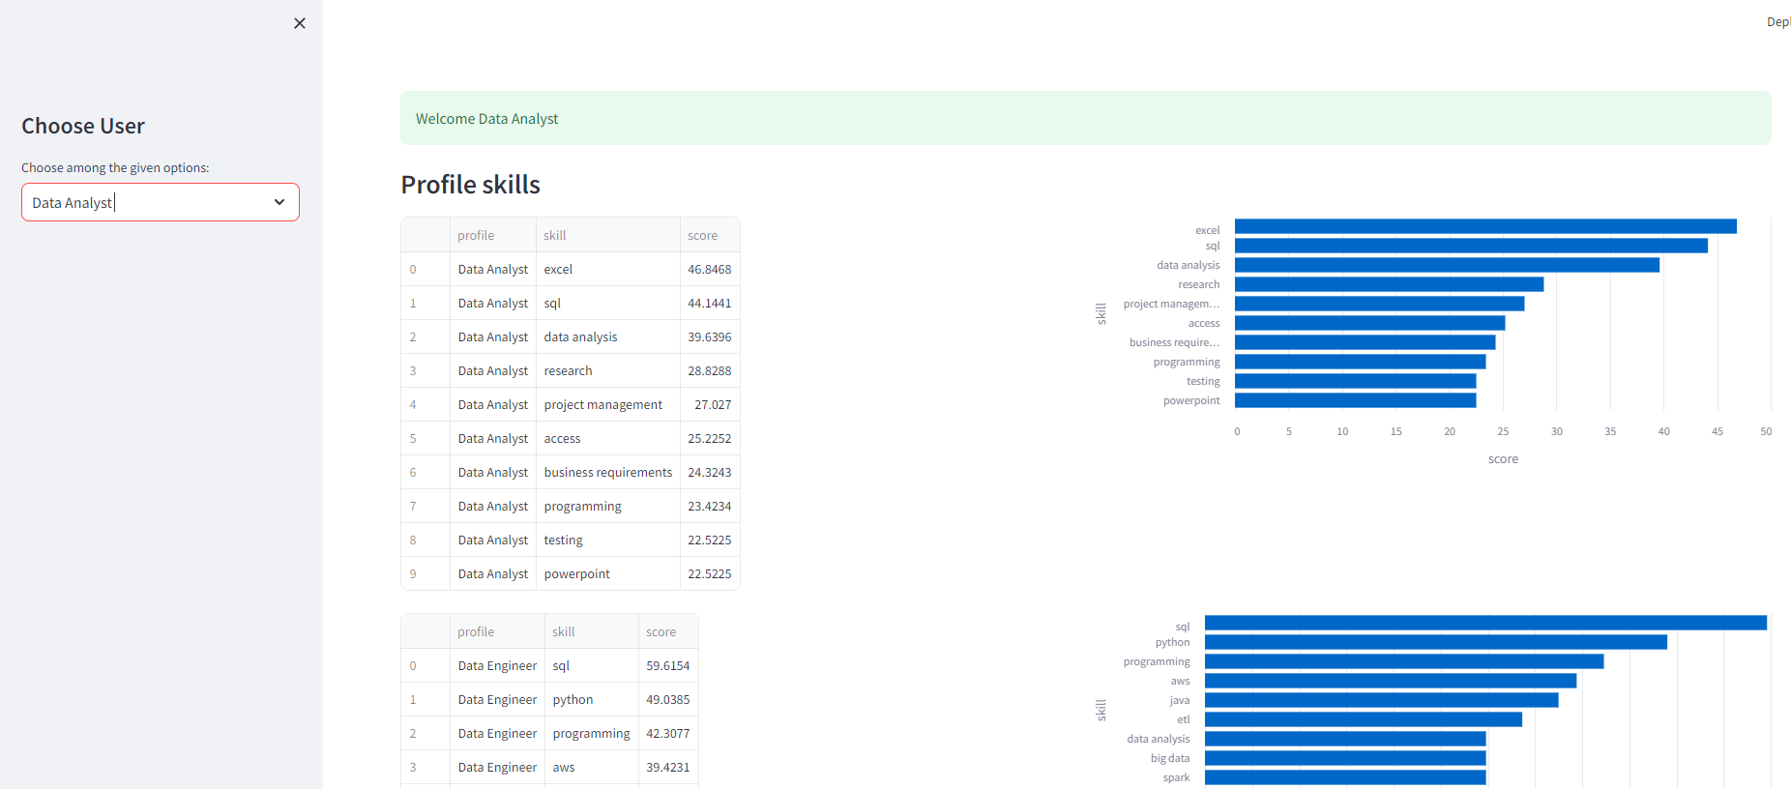 Depl
Choose User
Choose among the given options:
Data Analyst
Welcome Data Analyst
Profile skills
profile skill score
0 Data Analyst excel 46.8468
1 Data Analyst sql 44.1441
2 Data Analyst data analysis 39.6396
3 Data Analyst research 28.8288
4 Data Analyst project management 27.027
5 Data Analyst access 25.2252
6 Data Analyst business requirements 24.3243
7 Data Analyst programming 23.4234
8 Data Analyst testing 22.5225
9 Data Analyst powerpoint 22.5225
skill
excel
sql
data analysis
research
project managem…
access
business require…
programming
testing
powerpoint
0 5 10 15 20 25 30 35 40 45 50
score
profile skill score
0 Data Engineer sql 59.6154
1 Data Engineer python 49.0385
2 Data Engineer programming 42.3077
3 Data Engineer aws 39.4231
skill
sql
python
programming
aws
java
etl
data analysis
big data
spark